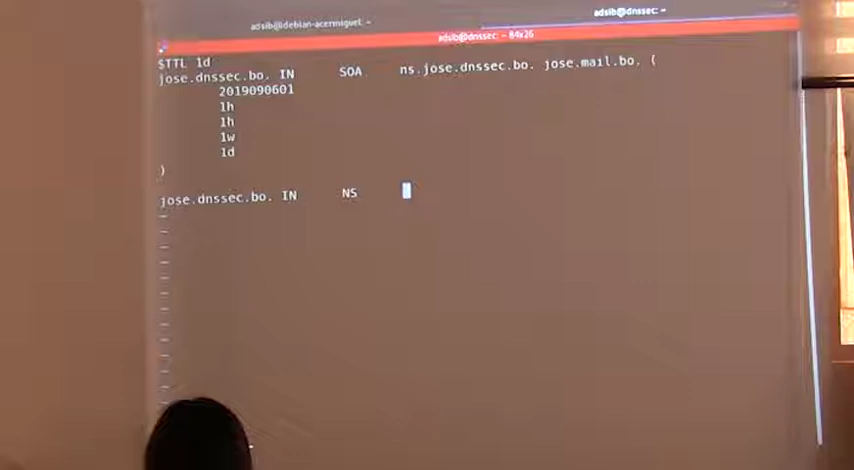 adsib@debian-acermiguel: ~
adsib@dnssec: ~
adsib@dnssec: ~ 84x26
$TTL 1d
jose.dnssec.bo. IN SOA ns.jose.dnssec.bo. jose.mail.bo. (
2019090601
1h
1h
1w
1d
)
jose.dnssec.bo. IN NS
~
~
~
~
~
~
~
~
~
~
~
~
~